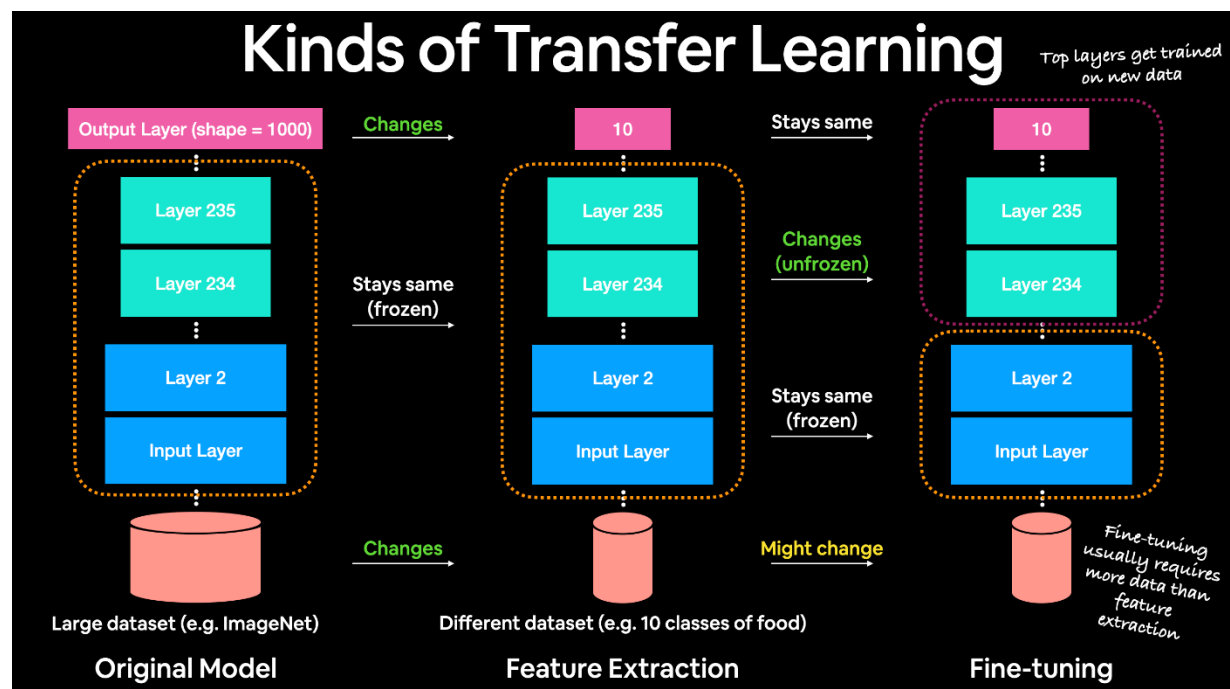 Kinds of Transfer Learning
Top layers get trained
on new data
Output Layer (shape = 1000)
Changes
10
Stays same
10
Layer 235
Layer 235
Layer 235
Changes
(unfrozen)
Layer 234
Stays same
(frozen)
Layer 234
Layer 234
Layer 2
Layer 2
Stays same
(frozen)
Layer 2
Input Layer
Input Layer
Input Layer
Changes
Might change
Fine-tuning
usually requires
more data than
feature
extraction
Large dataset (e.g. ImageNet)
Different dataset (e.g. 10 classes of food)
Original Model
Feature Extraction
Fine-tuning